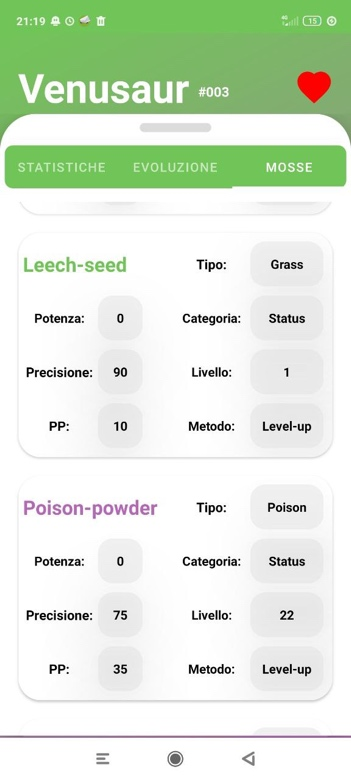 21:19
15
Venusaur #003
STATISTICHE EVOLUZIONE MOSSE
Leech-seed Tipo: Grass
Potenza: 0 Categoria: Status
Precisione: 90 Livello: 1
PP: 10 Metodo: Level-up
Poison-powder Tipo: Poison
Potenza: 0 Categoria: Status
Precisione: 75 Livello: 22
PP: 35 Metodo: Level-up